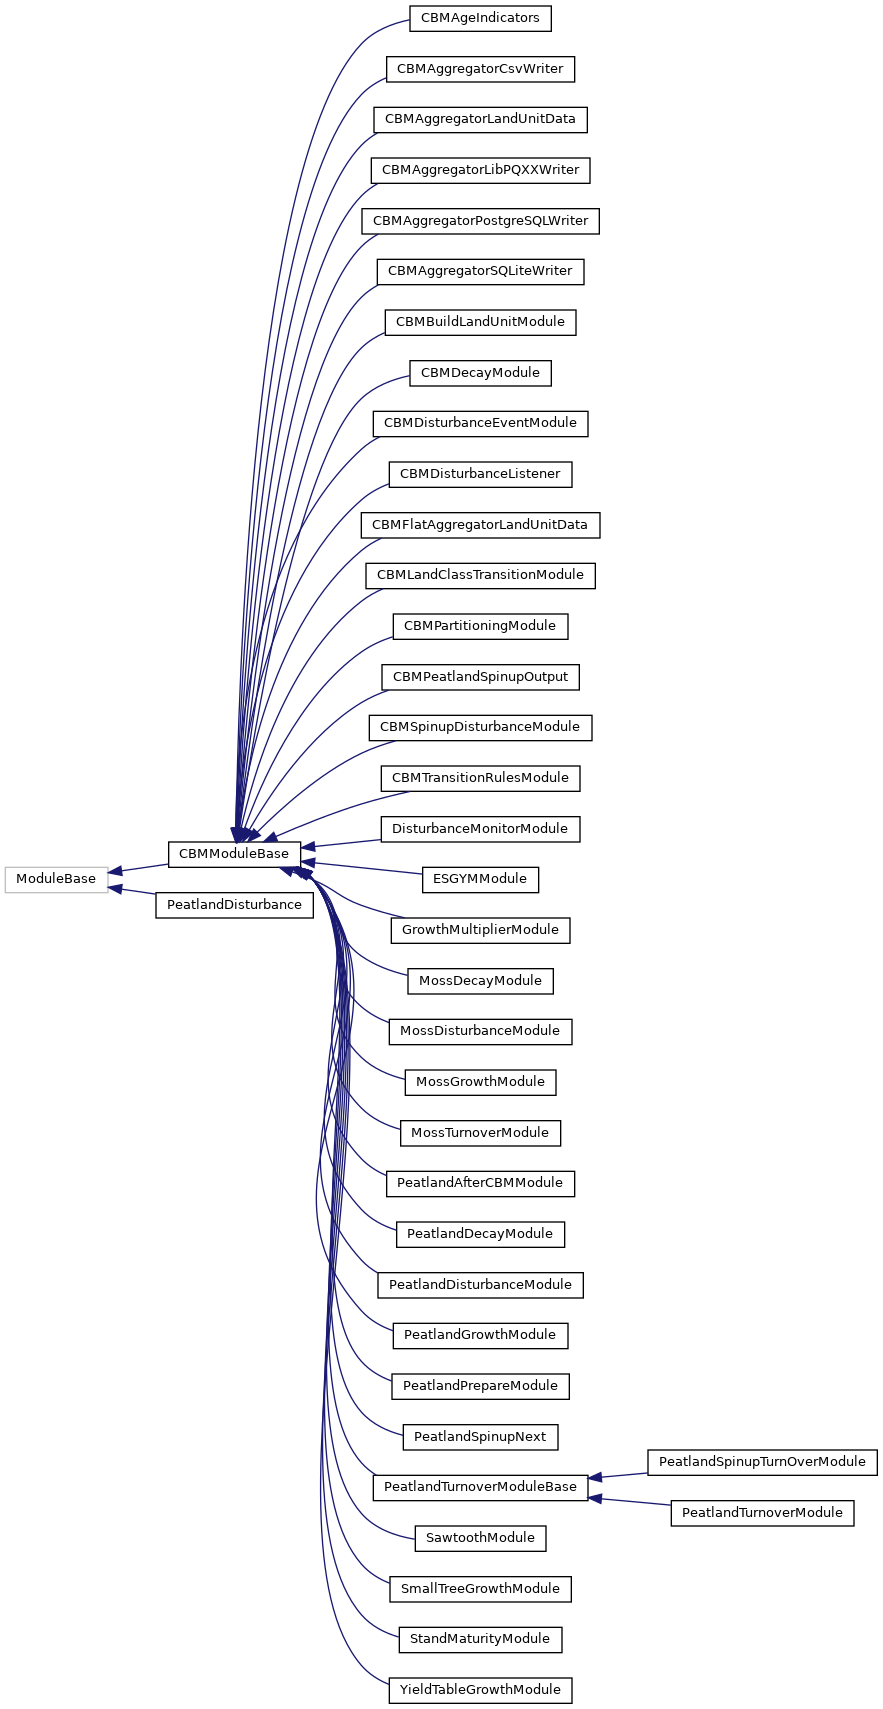 CBMAgeIndicators
CBMAggregatorCsvWriter
CBMAggregatorLandUnitData
CBMAggregatorLibPQXXWriter
CBMAggregatorPostgreSQLWriter
CBMAggregatorSQLiteWriter
CBMBuildLandUnitModule
CBMDecayModule
CBMDisturbanceEventModule
CBMDisturbanceListener
CBMFlatAggregatorLandUnitData
CBMLandClassTransitionModule
CBMPartitioningModule
CBMPeatlandSpinupOutput
CBMSpinupDisturbanceModule
CBMTransitionRulesModule
DisturbanceMonitorModule
CBMModuleBase
ModuleBase
ESGYMModule
PeatlandDisturbance
GrowthMultiplierModule
MossDecayModule
MossDisturbanceModule
MossGrowthModule
MossTurnoverModule
PeatlandAfterCBMModule
PeatlandDecayModule
PeatlandDisturbanceModule
PeatlandGrowthModule
PeatlandPrepareModule
PeatlandSpinupNext
PeatlandSpinupTurnOverModule
PeatlandTurnoverModuleBase
PeatlandTurnoverModule
SawtoothModule
SmallTreeGrowthModule
StandMaturityModule
YieldTableGrowthModule